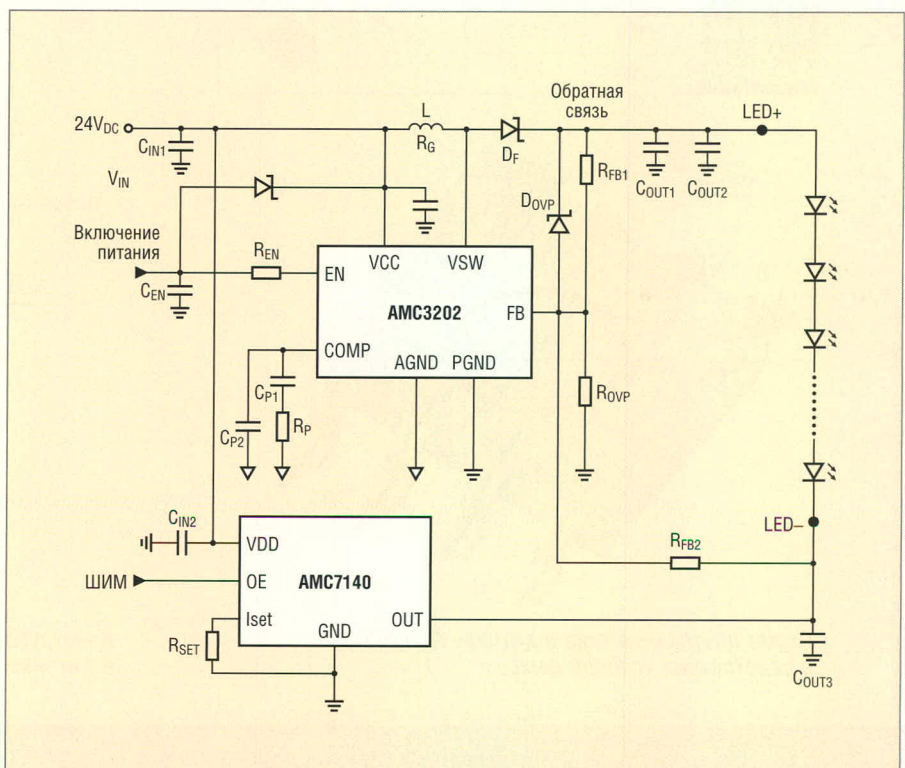 Обратная
связь
LED+
24VDC
L
CIN1
RG
DF
RFB1
COUT1
COUT2
VIN
DOVP
Включение
питания
REN
EN
VCC
VSW
CEN
AMC3202
FB
COMP
AGND
PGND
CP1
ROVP
CP2
RP
CIN2
LED–
VDD
RFB2
ШИМ
OE
AMC7140
Iset
OUT
RSET
GND
COUT3